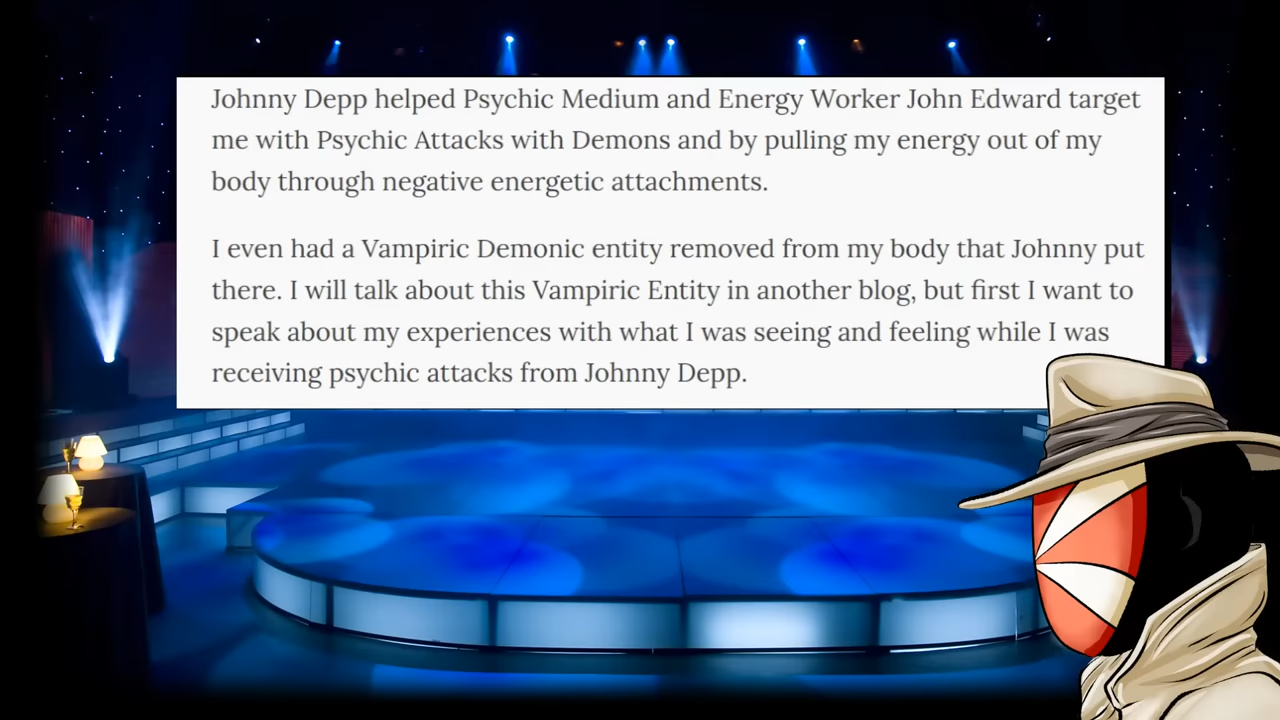 Johnny Depp helped Psychic Medium and Energy Worker John Edward target
me with Psychic Attacks with Demons and by pulling my energy out of my
body through negative energetic attachments.
I even had a Vampiric Demonic entity removed from my body that Johnny put
there. I will talk about this Vampiric Entity in another blog, but first I want to
speak about my experiences with what I was seeing and feeling while I was
receiving psychic attacks from Johnny Depp.